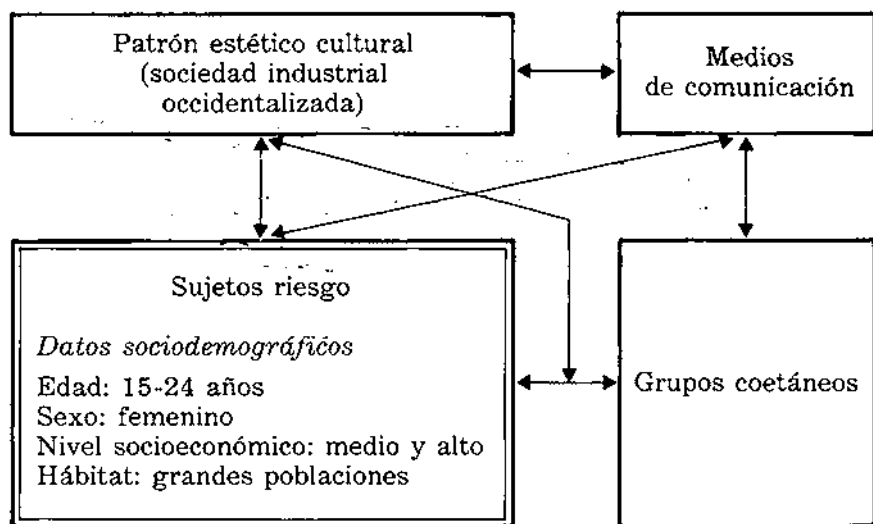 Patrón estético cultural
(sociedad industrial
occidentalizada)
Medios
de comunicación
Sujetos riesgo
Datos sociodemográficos
Edad: 15-24 años
Sexo: femenino
Nivel socioeconómico: medio y alto
Hábitat: grandes poblaciones
Grupos coetáneos